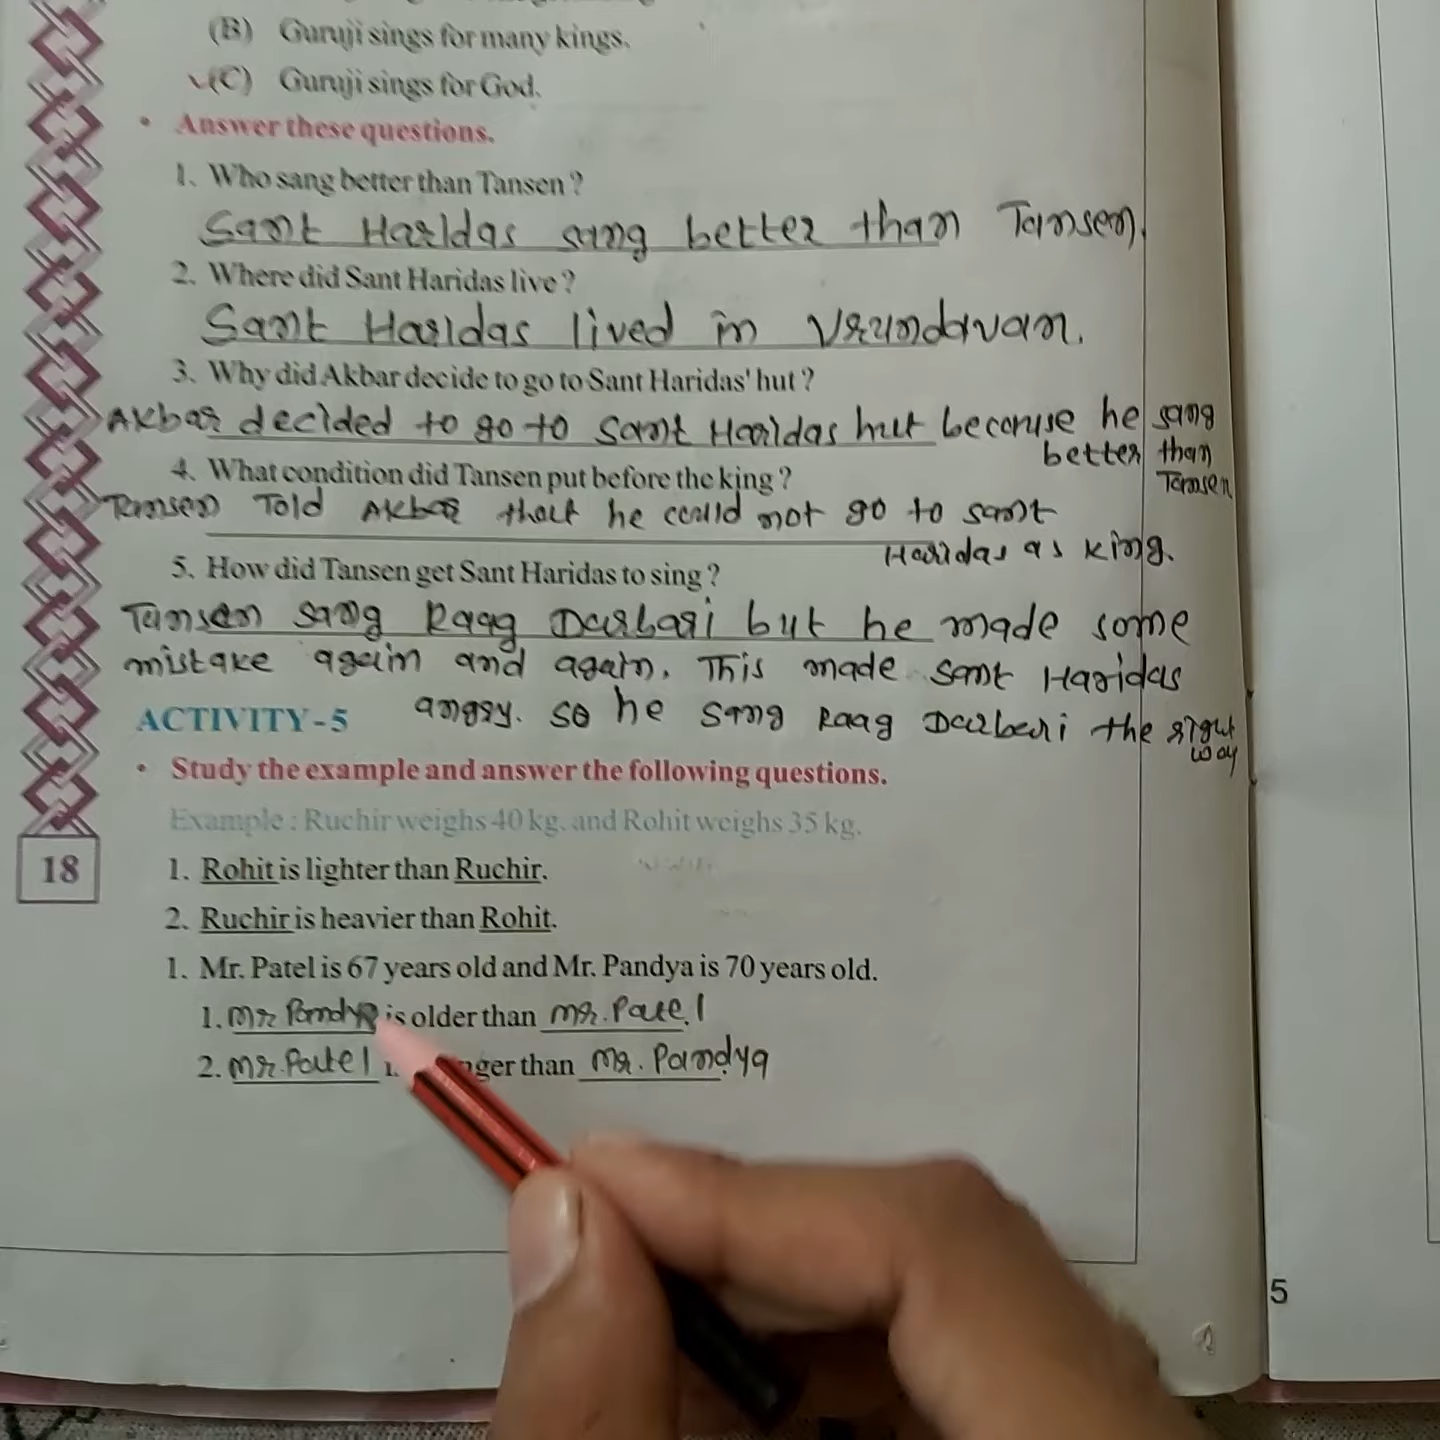 (B) Guruji sings for many kings.
(C) Guruji sings for God.
• Answer these questions.
1. Who sang better than Tansen ?
Sant Haridas sang better than Tansen.
2. Where did Sant Haridas live ?
Sant Haridas lived in Vrundavan.
3. Why did Akbar decide to go to Sant Haridas' hut ?
Akbar decided to go to Sant Haridas hut because he sang
better than
Tansen
4. What condition did Tansen put before the king ?
Tansen Told Akbar that he could not go to sant
Haridas as king.
5. How did Tansen get Sant Haridas to sing ?
Tansen sang Raag Darbari but he made some
mistake again and again. This made sant Haridas
ACTIVITY - 5 angry. so he sang Raag Darbari the right
way
• Study the example and answer the following questions.
Example : Ruchir weighs 40 kg. and Rohit weighs 35 kg.
18
1. Rohit is lighter than Ruchir.
2. Ruchir is heavier than Rohit.
1. Mr. Patel is 67 years old and Mr. Pandya is 70 years old.
1. Mr Pandya is older than Mr. Patel.
2. Mr. Patel than Mr. Pandya.
5